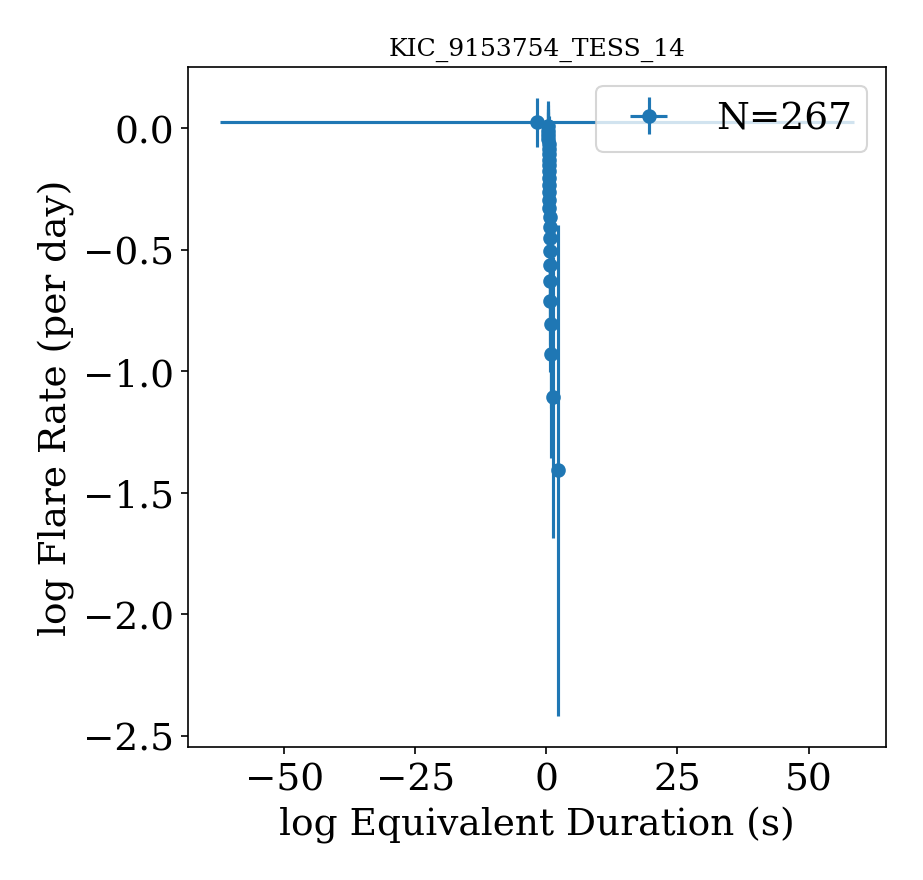 KIC_9153754_TESS_14
N=267
0.0
−0.5
−1.0
−1.5
−2.0
−2.5
log Flare Rate (per day)
−50 −25 0 25 50
log Equivalent Duration (s)